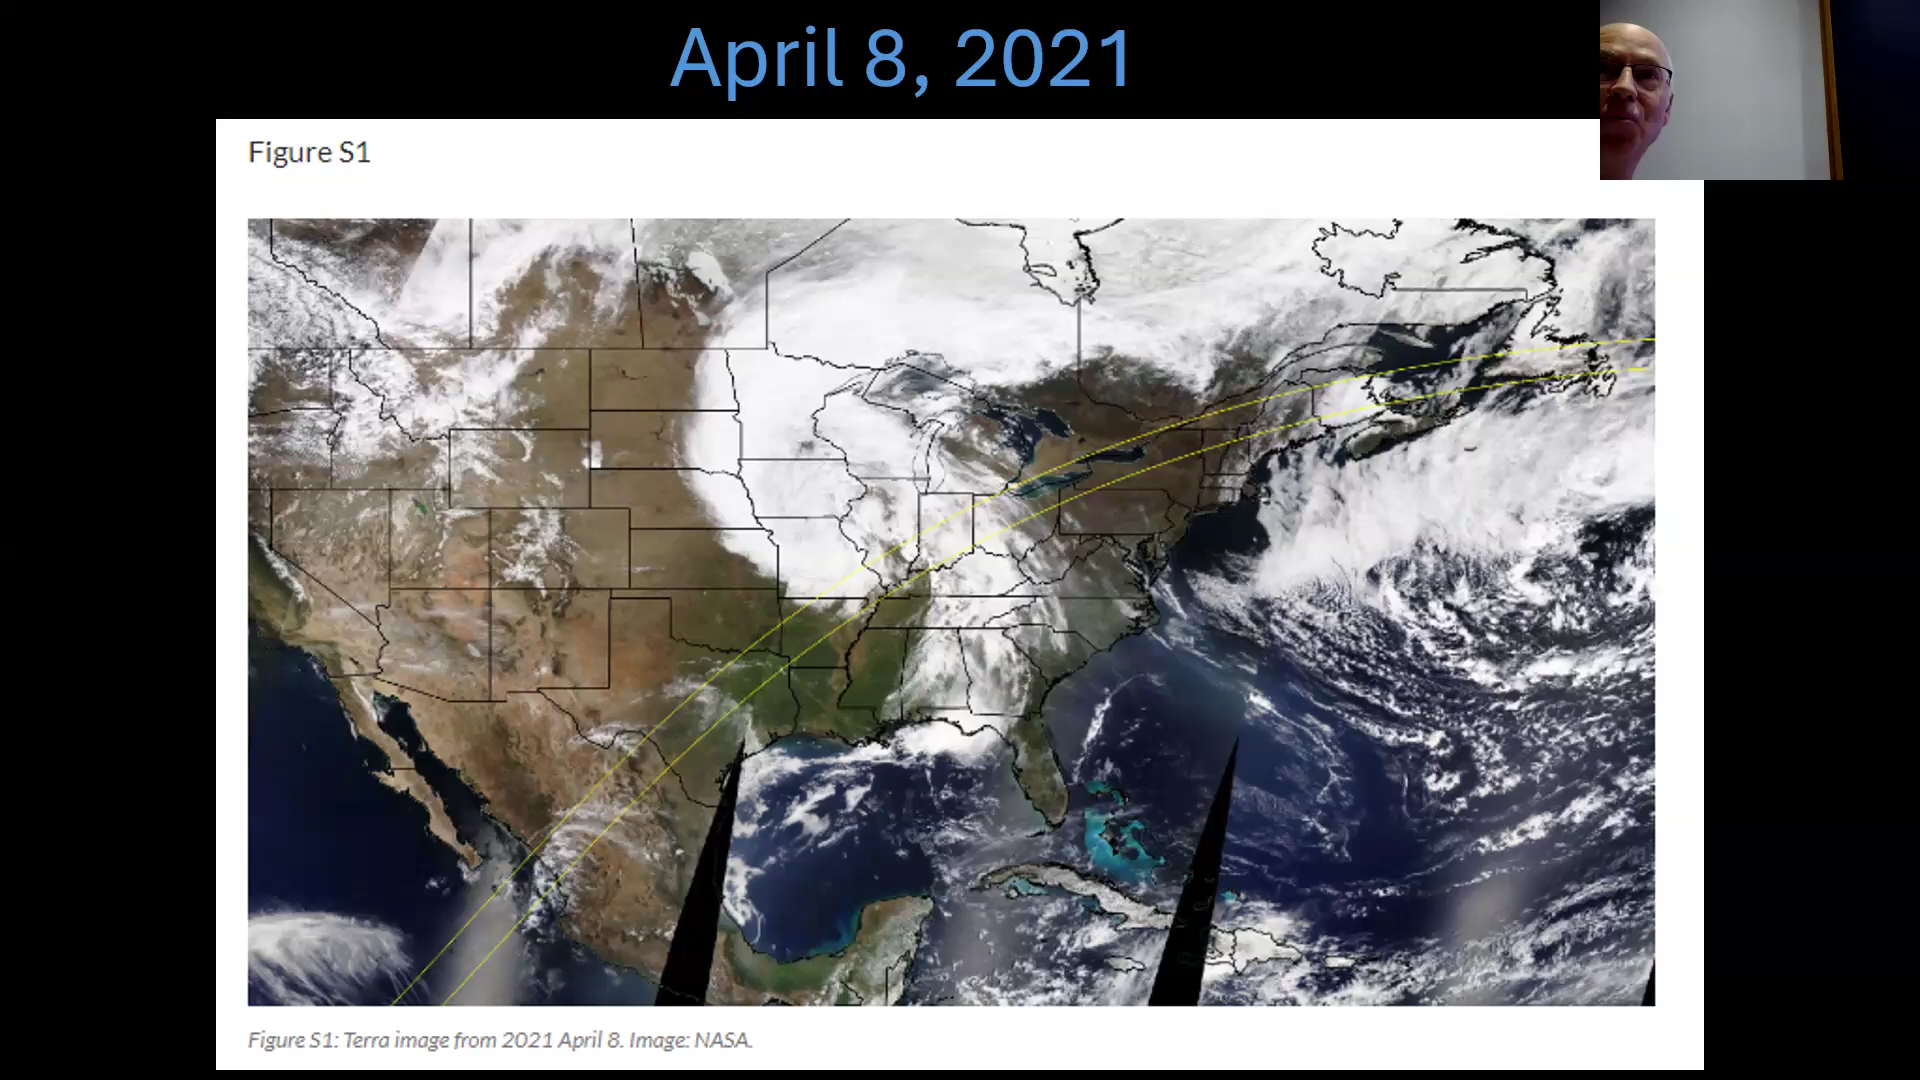 April 8, 2021
Figure S1
Figure S1: Terra image from 2021 April 8. Image: NASA.